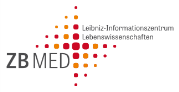 Leibniz-Informationszentrum
Lebenswissenschaften
ZB MED